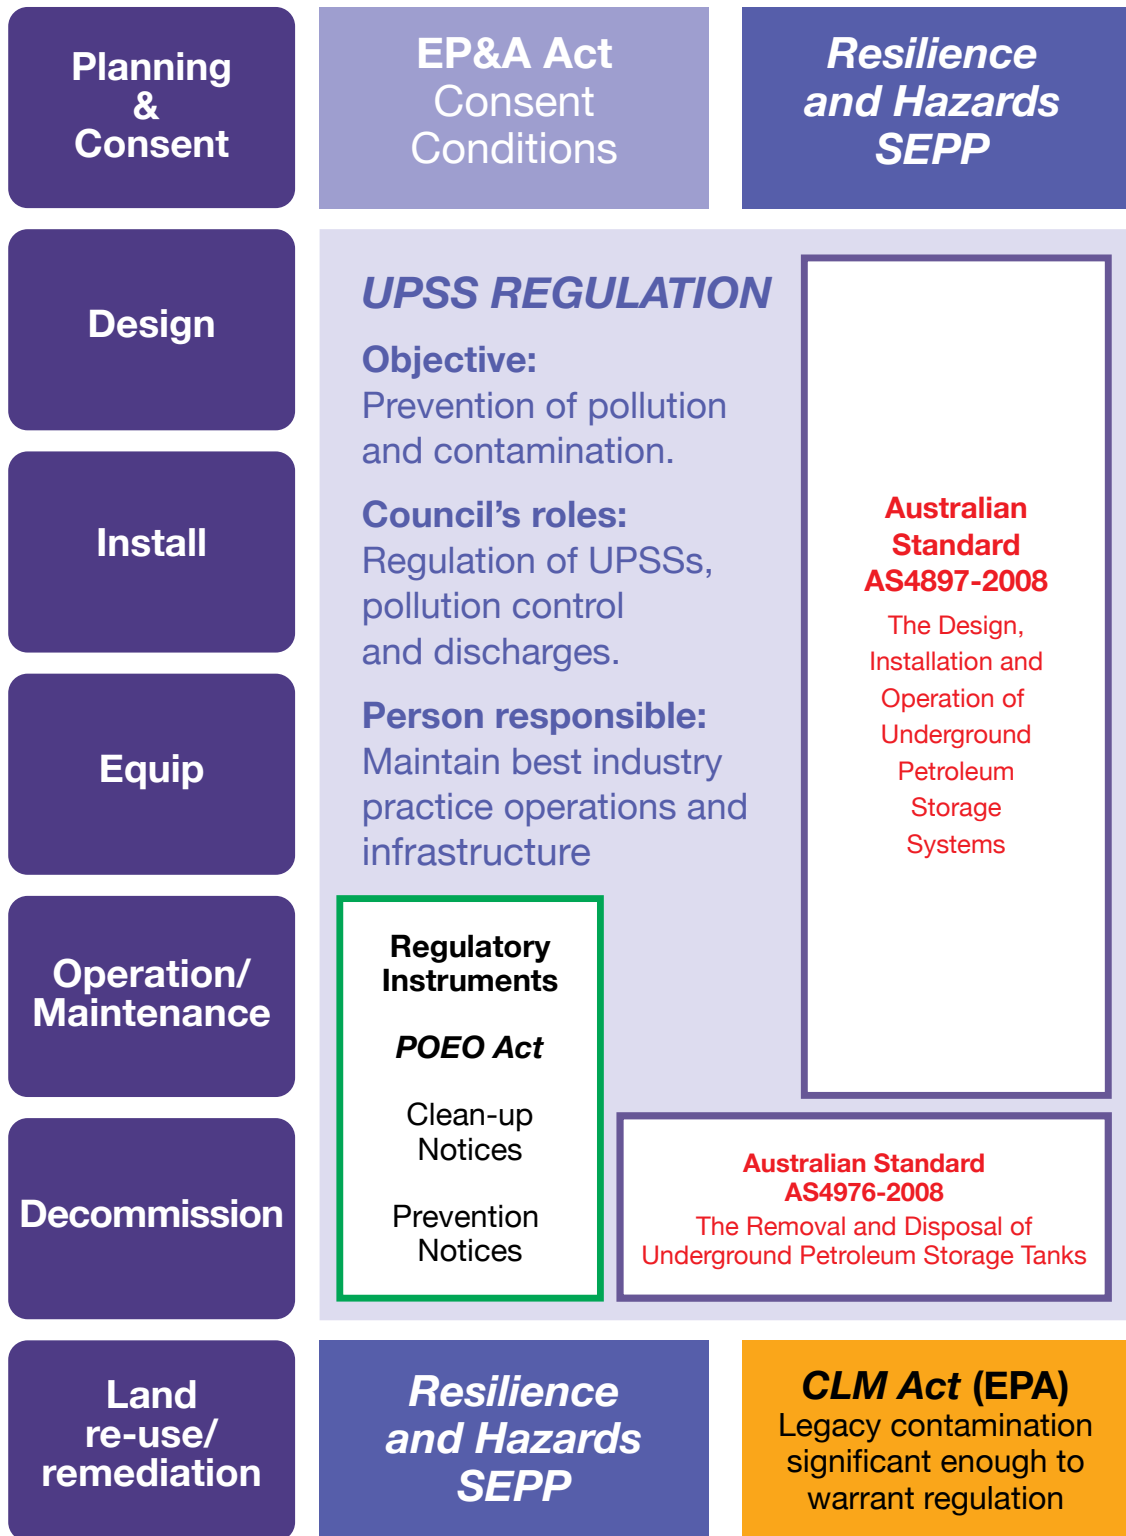 Planning
&
Consent
EP&A Act
Consent
Conditions
Resilience
and Hazards
SEPP
Design
Install
Equip
Operation/
Maintenance
Decommission
UPSS REGULATION
Objective:
Prevention of pollution
and contamination.
Council's roles:
Regulation of UPSSs,
pollution control
and discharges.
Person responsible:
Maintain best industry
practice operations and
infrastructure
Australian
Standard
AS4897-2008
The Design,
Installation and
Operation of
Underground
Petroleum
Storage
Systems
Regulatory
Instruments
POEO Act
Clean-up
Notices
Prevention
Notices
Australian Standard
AS4976-2008
The Removal and Disposal of
Underground Petroleum Storage Tanks
Land
re-use/
remediation
Resilience
and Hazards
SEPP
CLM Act (EPA)
Legacy contamination
significant enough to
warrant regulation